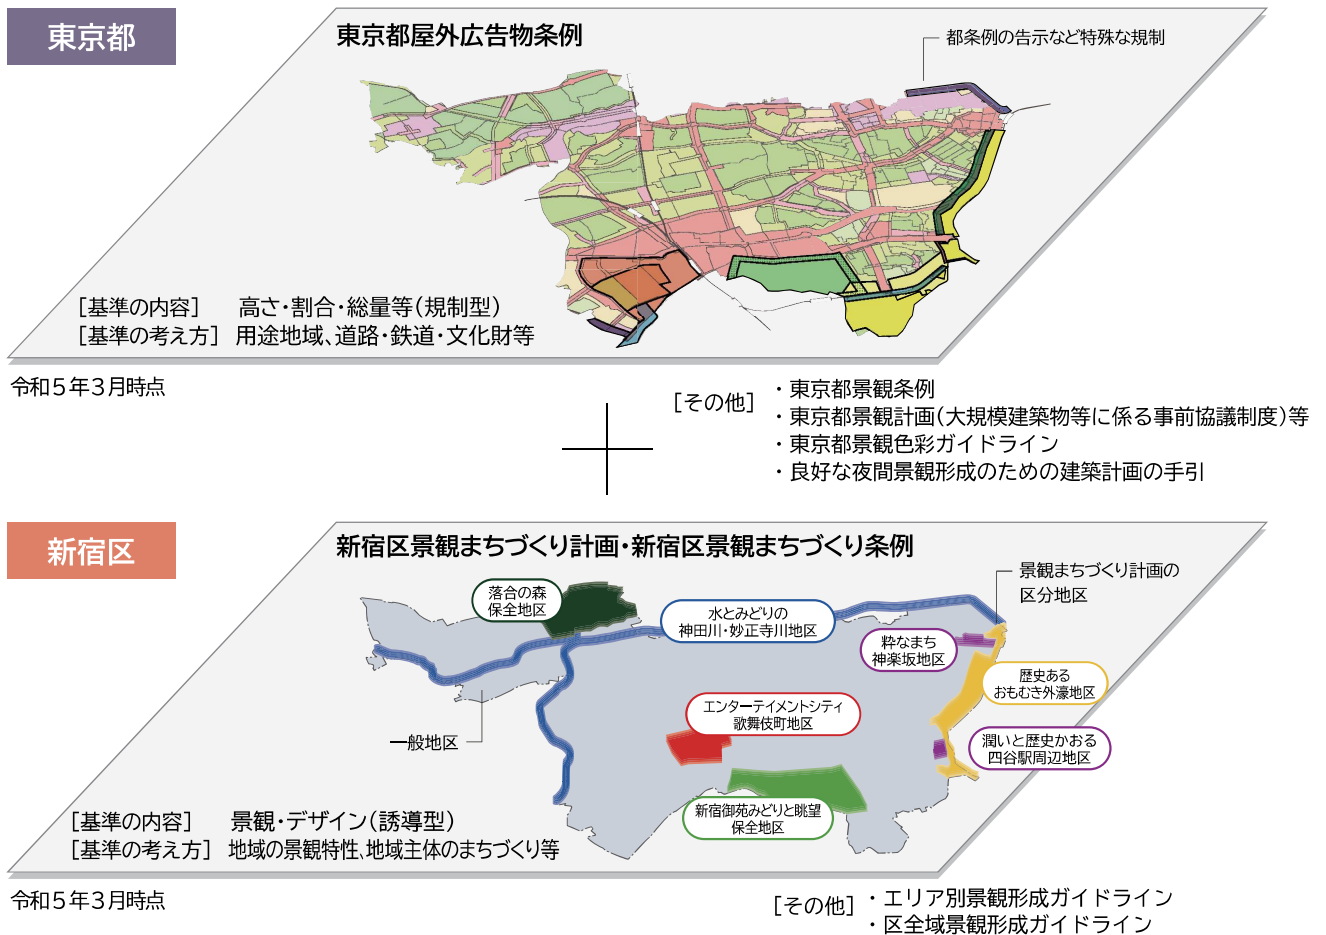 東京都
東京都屋外広告物条例
都条例の告示など特殊な規制
［基準の内容］　高さ・割合・総量等（規制型）
［基準の考え方］　用途地域、道路・鉄道・文化財等
令和５年３月時点
［その他］
・東京都景観条例
・東京都景観計画（大規模建築物等に係る事前協議制度）等
・東京都景観色彩ガイドライン
・良好な夜間景観形成のための建築計画の手引
新宿区
新宿区景観まちづくり計画・新宿区景観まちづくり条例
景観まちづくり計画の
区分地区
落合の森
保全地区
水とみどりの
神田川・妙正寺川地区
粋なまち
神楽坂地区
歴史ある
おもむき外濠地区
エンターテイメントシティ
歌舞伎町地区
潤いと歴史かおる
四谷駅周辺地区
一般地区
新宿御苑みどりと眺望
保全地区
［基準の内容］　景観・デザイン（誘導型）
［基準の考え方］　地域の景観特性、地域主体のまちづくり等
令和５年３月時点
［その他］
・エリア別景観形成ガイドライン
・区全域景観形成ガイドライン